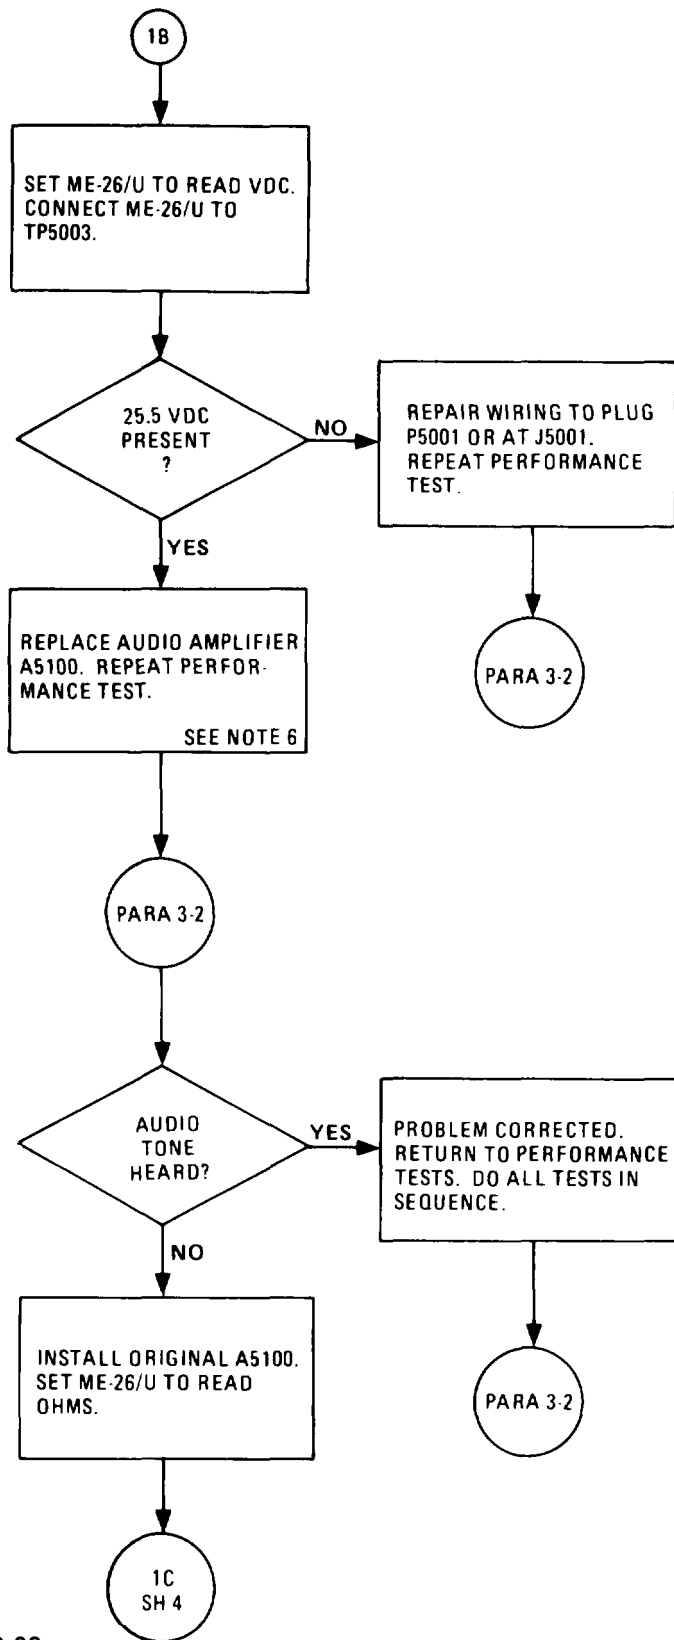 1B
SET ME-26/U TO READ VDC.
CONNECT ME-26/U TO
TP5003.
25.5 VDC
PRESENT
?
NO
REPAIR WIRING TO PLUG
P5001 OR AT J5001.
REPEAT PERFORMANCE
TEST.
YES
REPLACE AUDIO AMPLIFIER
A5100. REPEAT PERFOR-
MANCE TEST.
SEE NOTE 6
PARA 3-2
PARA 3-2
AUDIO
TONE
HEARD?
YES
PROBLEM CORRECTED.
RETURN TO PERFORMANCE
TESTS. DO ALL TESTS IN
SEQUENCE.
NO
INSTALL ORIGINAL A5100.
SET ME-26/U TO READ
OHMS.
PARA 3-2
1C
SH 4